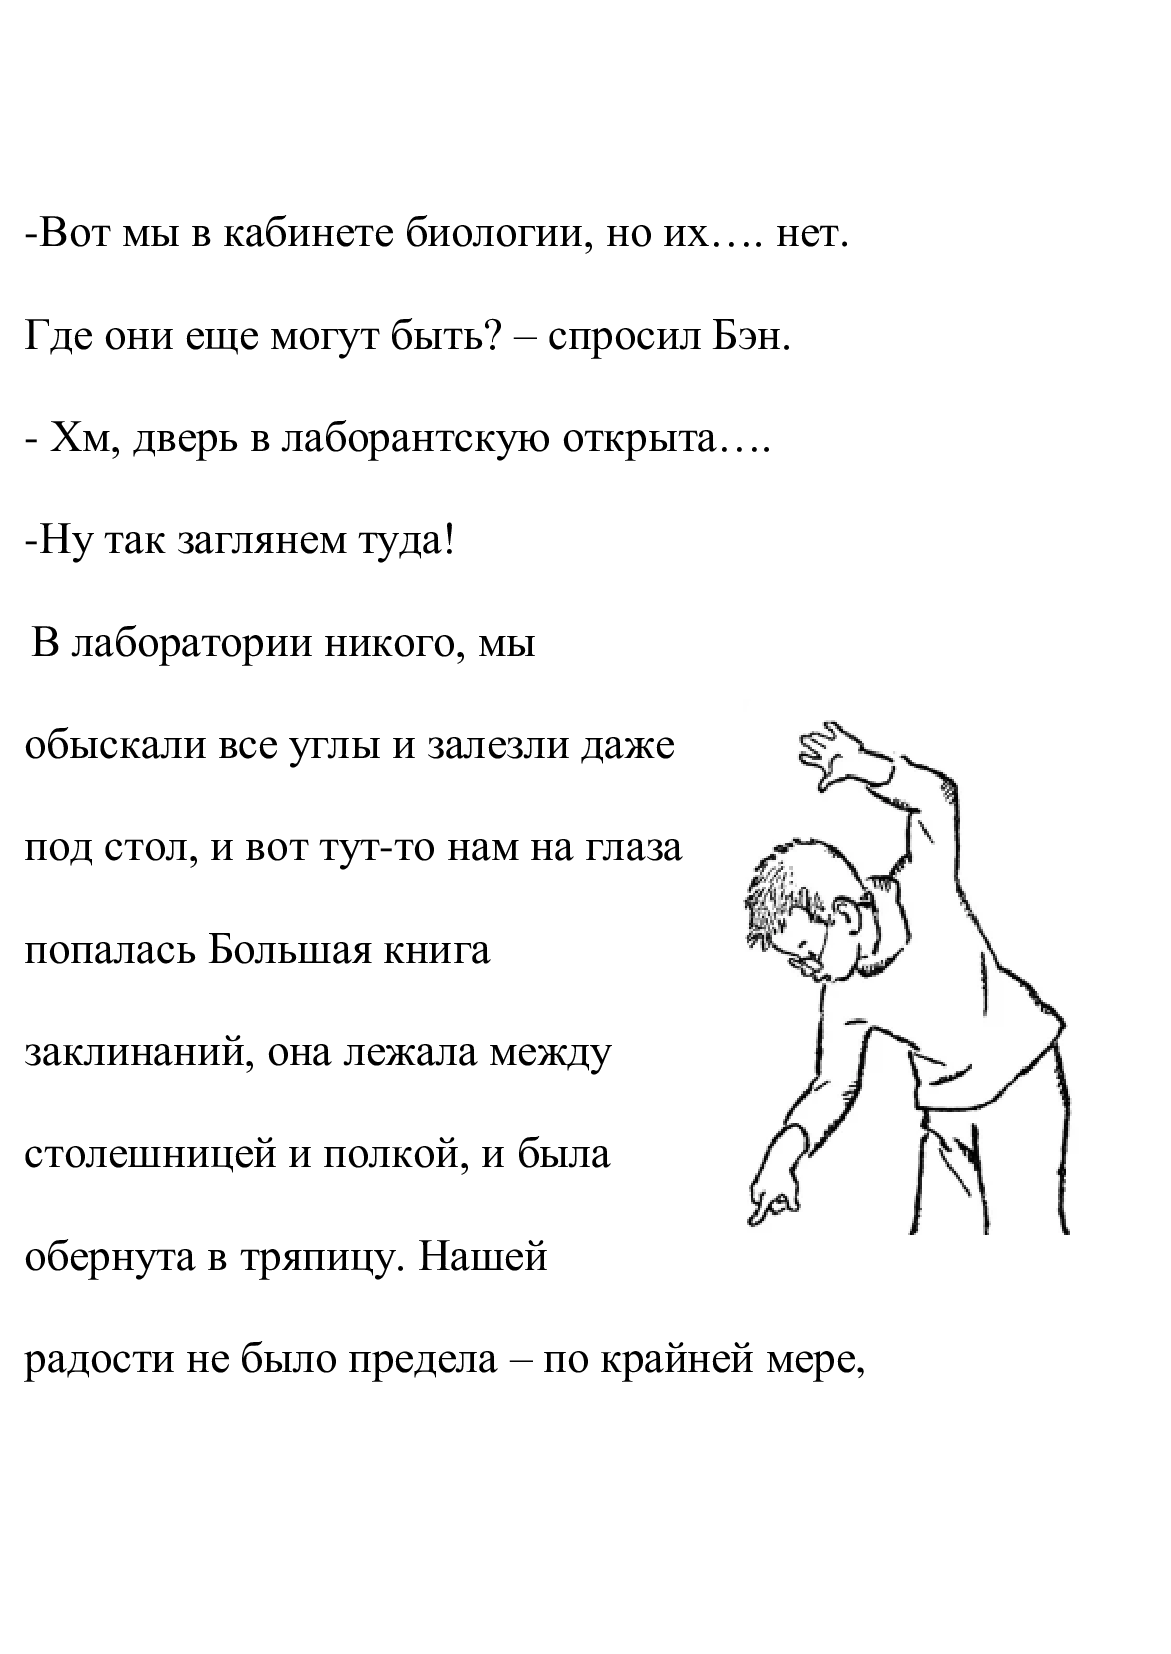 -Вот мы в кабинете биологии, но их…. нет.
Где они еще могут быть? – спросил Бэн.
- Хм, дверь в лаборантскую открыта….
-Ну так заглянем туда!
В лаборатории никого, мы
обыскали все углы и залезли даже
под стол, и вот тут-то нам на глаза
попалась Большая книга
заклинаний, она лежала между
столешницей и полкой, и была
обернута в тряпицу. Нашей
радости не было предела – по крайней мере,